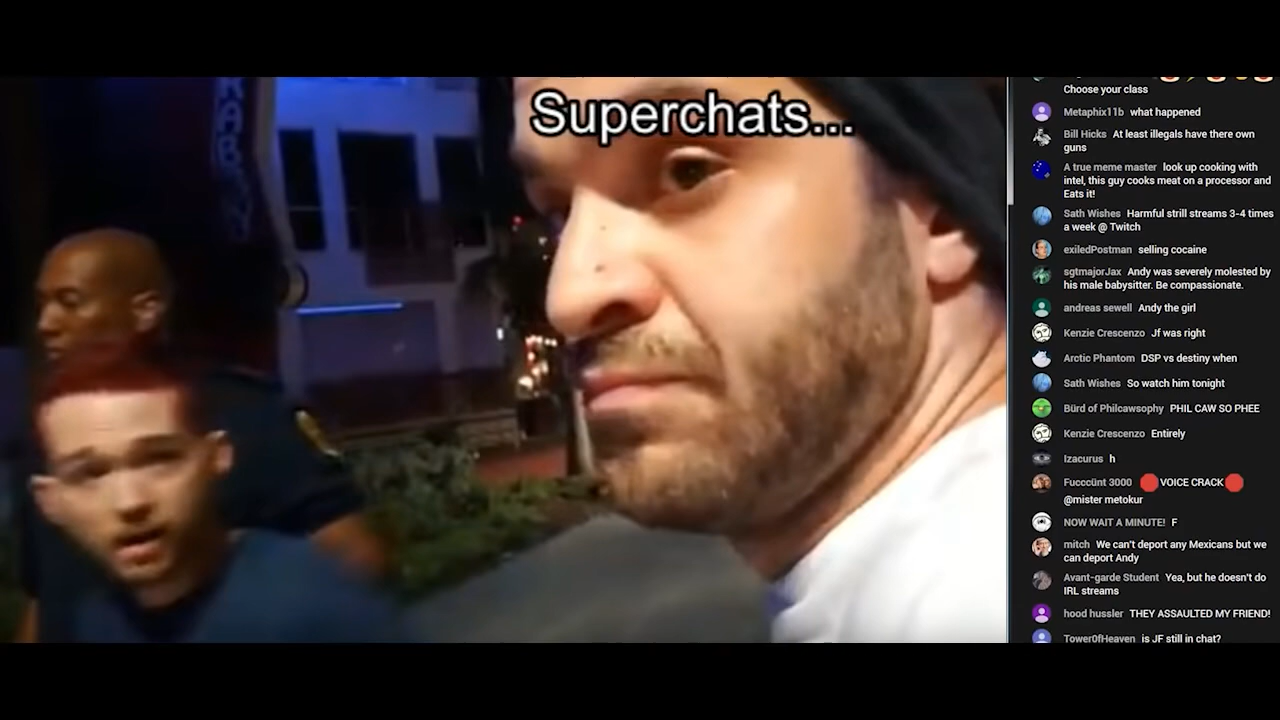 Superchats...
Choose your class
Metaphix11b what happened
Bill Hicks At least illegals have there own
guns
A true meme master look up cooking with
intel, this guy cooks meat on a processor and
Eats it!
Sath Wishes Harmful strill streams 3-4 times
a week @ Twitch
exiledPostman selling cocaine
sgtmajorJax Andy was severely molested by
his male babysitter. Be compassionate.
andreas sewell Andy the girl
Kenzie Crescenzo Jf was right
Arctic Phantom DSP vs destiny when
Sath Wishes So watch him tonight
Bürd of Philcawsophy PHIL CAW SO PHEE
Kenzie Crescenzo Entirely
Izacurus h
Fucccünt 3000 🛑VOICE CRACK🛑
@mister metokur
NOW WAIT A MINUTE! F
mitch We can't deport any Mexicans but we
can deport Andy
Avant-garde Student Yea, but he doesn't do
IRL streams
hood hussler THEY ASSAULTED MY FRIEND!
Tower0fHeaven is JF still in chat?